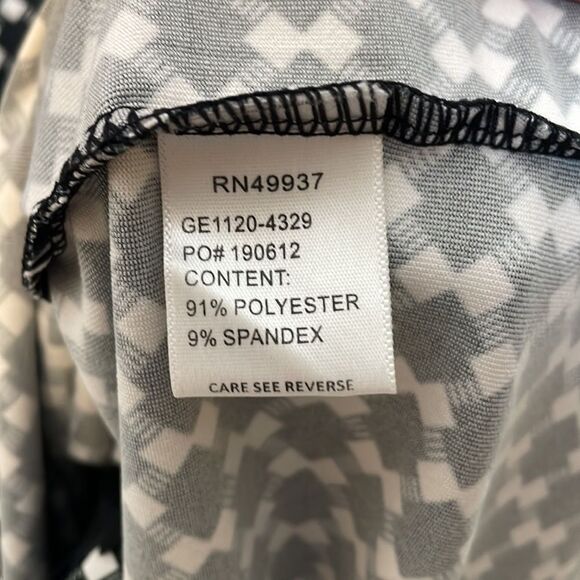 RN49937
GE1120-4329
PO# 190612
CONTENT:
91% POLYESTER
9% SPANDEX
CARE SEE REVERSE